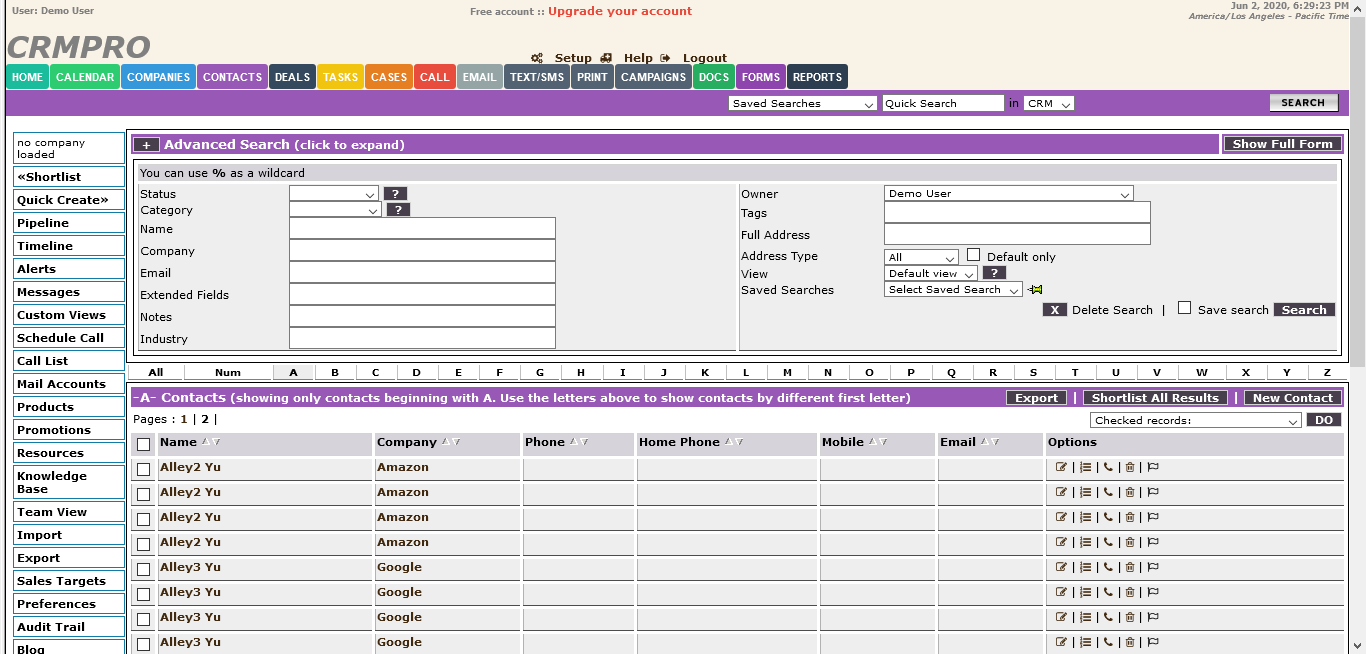 User: Demo User
Free account :: Upgrade your account
Jun 2, 2020, 6:29:23 PM
America/Los Angeles - Pacific Time
CRMPRO
Setup Help Logout
HOME CALENDAR COMPANIES CONTACTS DEALS TASKS CASES CALL EMAIL TEXT/SMS PRINT CAMPAIGNS DOCS FORMS REPORTS
Saved Searches Quick Search in CRM SEARCH
no company
loaded
«Shortlist
Quick Create»
Pipeline
Timeline
Alerts
Messages
Custom Views
Schedule Call
Call List
Mail Accounts
Products
Promotions
Resources
Knowledge
Base
Team View
Import
Export
Sales Targets
Preferences
Audit Trail
Blog
+ Advanced Search (click to expand) Show Full Form
You can use % as a wildcard
Status ?
Category ?
Name
Company
Email
Extended Fields
Notes
Industry
Owner Demo User
Tags
Full Address
Address Type All Default only
View Default view ?
Saved Searches Select Saved Search
X Delete Search | Save search Search
All Num A B C D E F G H I J K L M N O P Q R S T U V W X Y Z
-A- Contacts (showing only contacts beginning with A. Use the letters above to show contacts by different first letter) Export | Shortlist All Results | New Contact
Pages : 1 | 2 |
Checked records: DO
Name Company Phone Home Phone Mobile Email Options
Alley2 Yu Amazon | | | |
Alley2 Yu Amazon | | | |
Alley2 Yu Amazon | | | |
Alley2 Yu Amazon | | | |
Alley3 Yu Google | | | |
Alley3 Yu Google | | | |
Alley3 Yu Google | | | |
Alley3 Yu Google | | | |